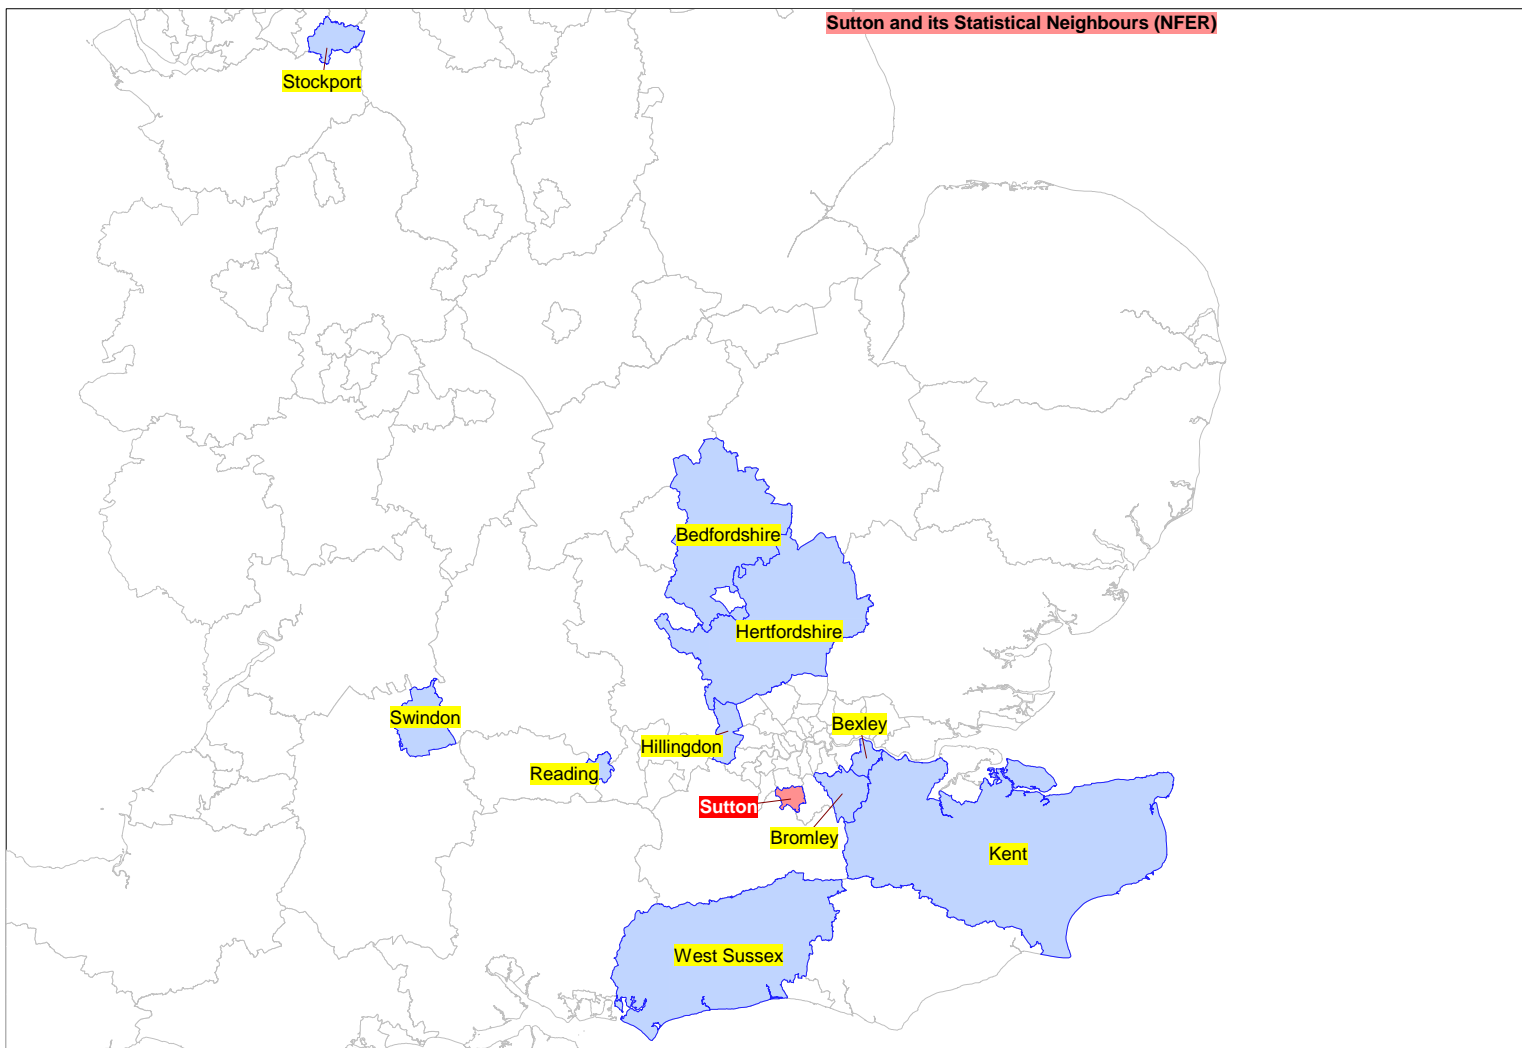 Sutton and its Statistical Neighbours (NFER)
Stockport
Bedfordshire
Hertfordshire
Swindon
Bexley
Hillingdon
Reading
Sutton
Bromley
Kent
West Sussex